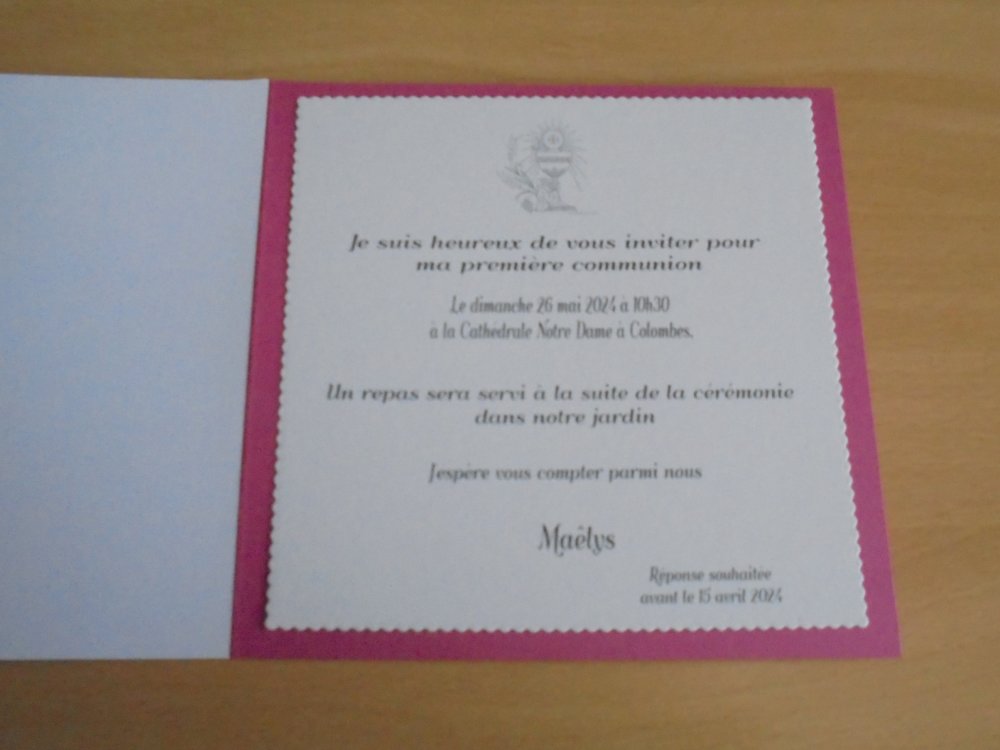 Je suis heureux de vous inviter pour
ma première communion
Le dimanche 26 mai 2024 à 10h30
à la Cathédrale Notre Dame à Colombes.
Un repas sera servi à la suite de la cérémonie
dans notre jardin
J'espère vous compter parmi nous
Maëlys
Réponse souhaitée
avant le 15 avril 2024